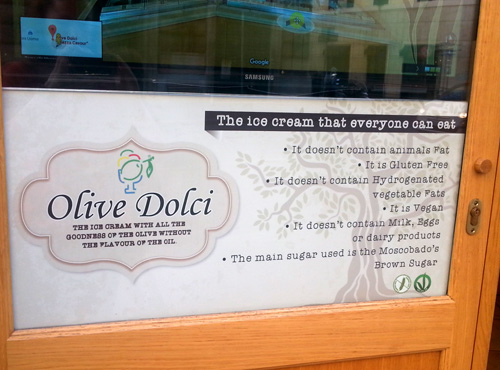 Google
SAMSUNG
The ice cream that everyone can eat
• It doesn't contain animals Fat
• It is Gluten Free
• It doesn't contain Hydrogenated
vegetable Fats
• It is Vegan
• It doesn't contain Milk, Eggs
or dairy products
• The main sugar used is the Moscobado's
Brown Sugar
Olive Dolci
THE ICE CREAM WITH ALL THE
GOODNESS OF THE OLIVE WITHOUT
THE FLAVOUR OF THE OIL.